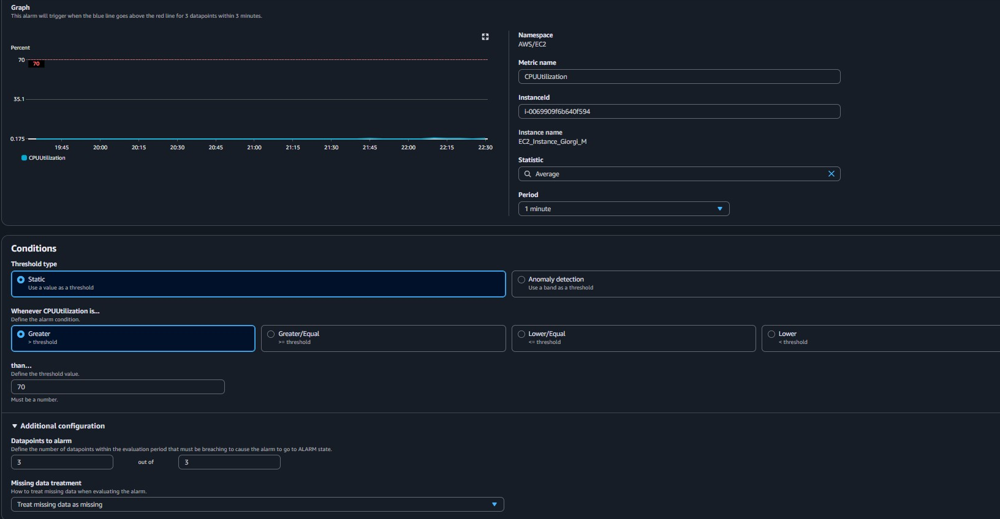 Graph
This alarm will trigger when the blue line goes above the red line for 3 datapoints within 3 minutes.
Percent
70
70
35.1
0.175
19:45 20:00 20:15 20:30 20:45 21:00 21:15 21:30 21:45 22:00 22:15 22:30
CPUUtilization
Namespace
AWS/EC2
Metric name
CPUUtilization
InstanceId
i-0069909f6b640f594
Instance name
EC2_Instance_Giorgi_M
Statistic
Average
Period
1 minute
Conditions
Threshold type
Static
Use a value as a threshold
Anomaly detection
Use a band as a threshold
Whenever CPUUtilization is...
Define the alarm condition.
Greater
> threshold
Greater/Equal
>= threshold
Lower/Equal
<= threshold
Lower
< threshold
than...
Define the threshold value.
70
Must be a number.
Additional configuration
Datapoints to alarm
Define the number of datapoints within the evaluation period that must be breaching to cause the alarm to go to ALARM state.
3 out of 3
Missing data treatment
How to treat missing data when evaluating the alarm.
Treat missing data as missing